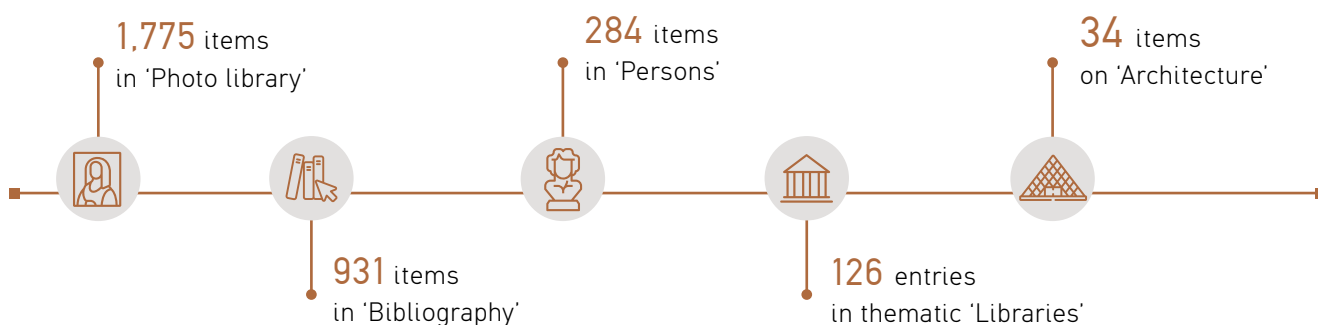 1,775 items
in ‘Photo library’
931 items
in ‘Bibliography’
284 items
in ‘Persons’
126 entries
in thematic ‘Libraries’
34 items
on ‘Architecture’